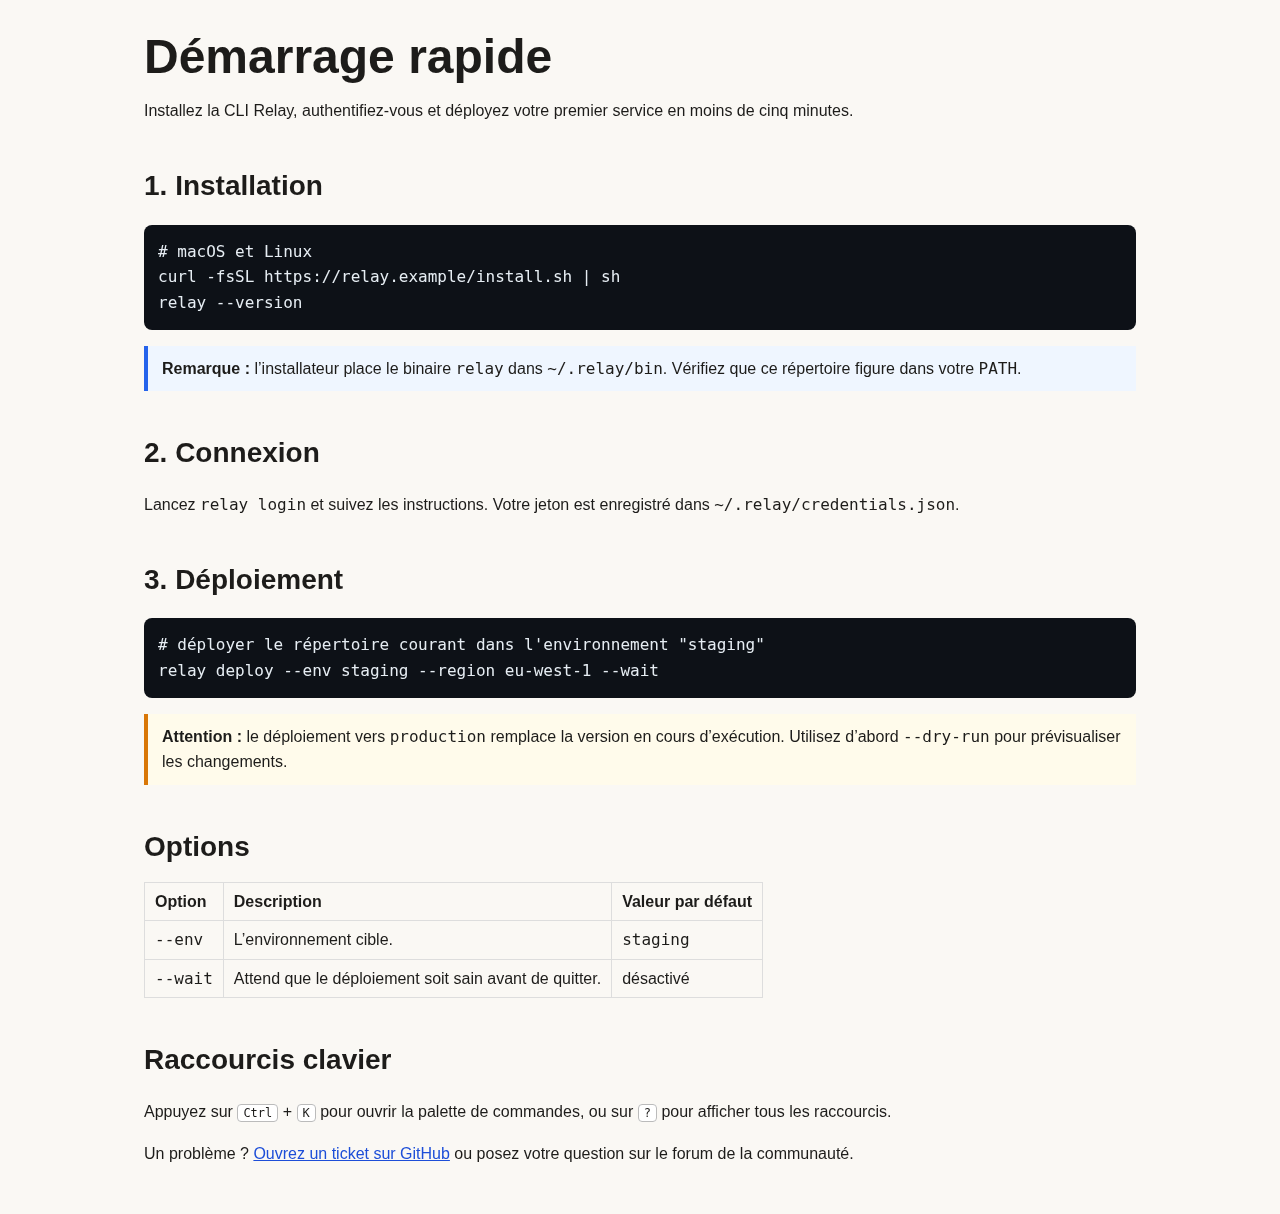 Démarrage rapide
Installez la CLI Relay, authentifiez-vous et déployez votre premier service en moins de cinq minutes.
1. Installation
# macOS et Linux
curl -fsSL https://relay.example/install.sh | sh
relay --version
Remarque : l’installateur place le binaire relay dans ~/.relay/bin. Vérifiez que ce répertoire figure dans votre PATH.
2. Connexion
Lancez relay login et suivez les instructions. Votre jeton est enregistré dans ~/.relay/credentials.json.
3. Déploiement
# déployer le répertoire courant dans l'environnement "staging"
relay deploy --env staging --region eu-west-1 --wait
Attention : le déploiement vers production remplace la version en cours d’exécution. Utilisez d’abord --dry-run pour prévisualiser
les changements.
Options
Option Description Valeur par défaut
--env L’environnement cible. staging
--wait Attend que le déploiement soit sain avant de quitter. désactivé
Raccourcis clavier
Appuyez sur Ctrl + K pour ouvrir la palette de commandes, ou sur ? pour afficher tous les raccourcis.
Un problème ? Ouvrez un ticket sur GitHub ou posez votre question sur le forum de la communauté.